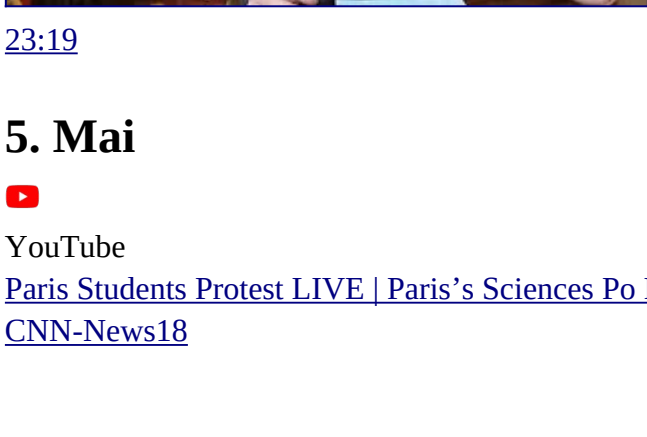 23:19
5. Mai
YouTube
Paris Students Protest LIVE | Paris’s Sciences Po
CNN-News18